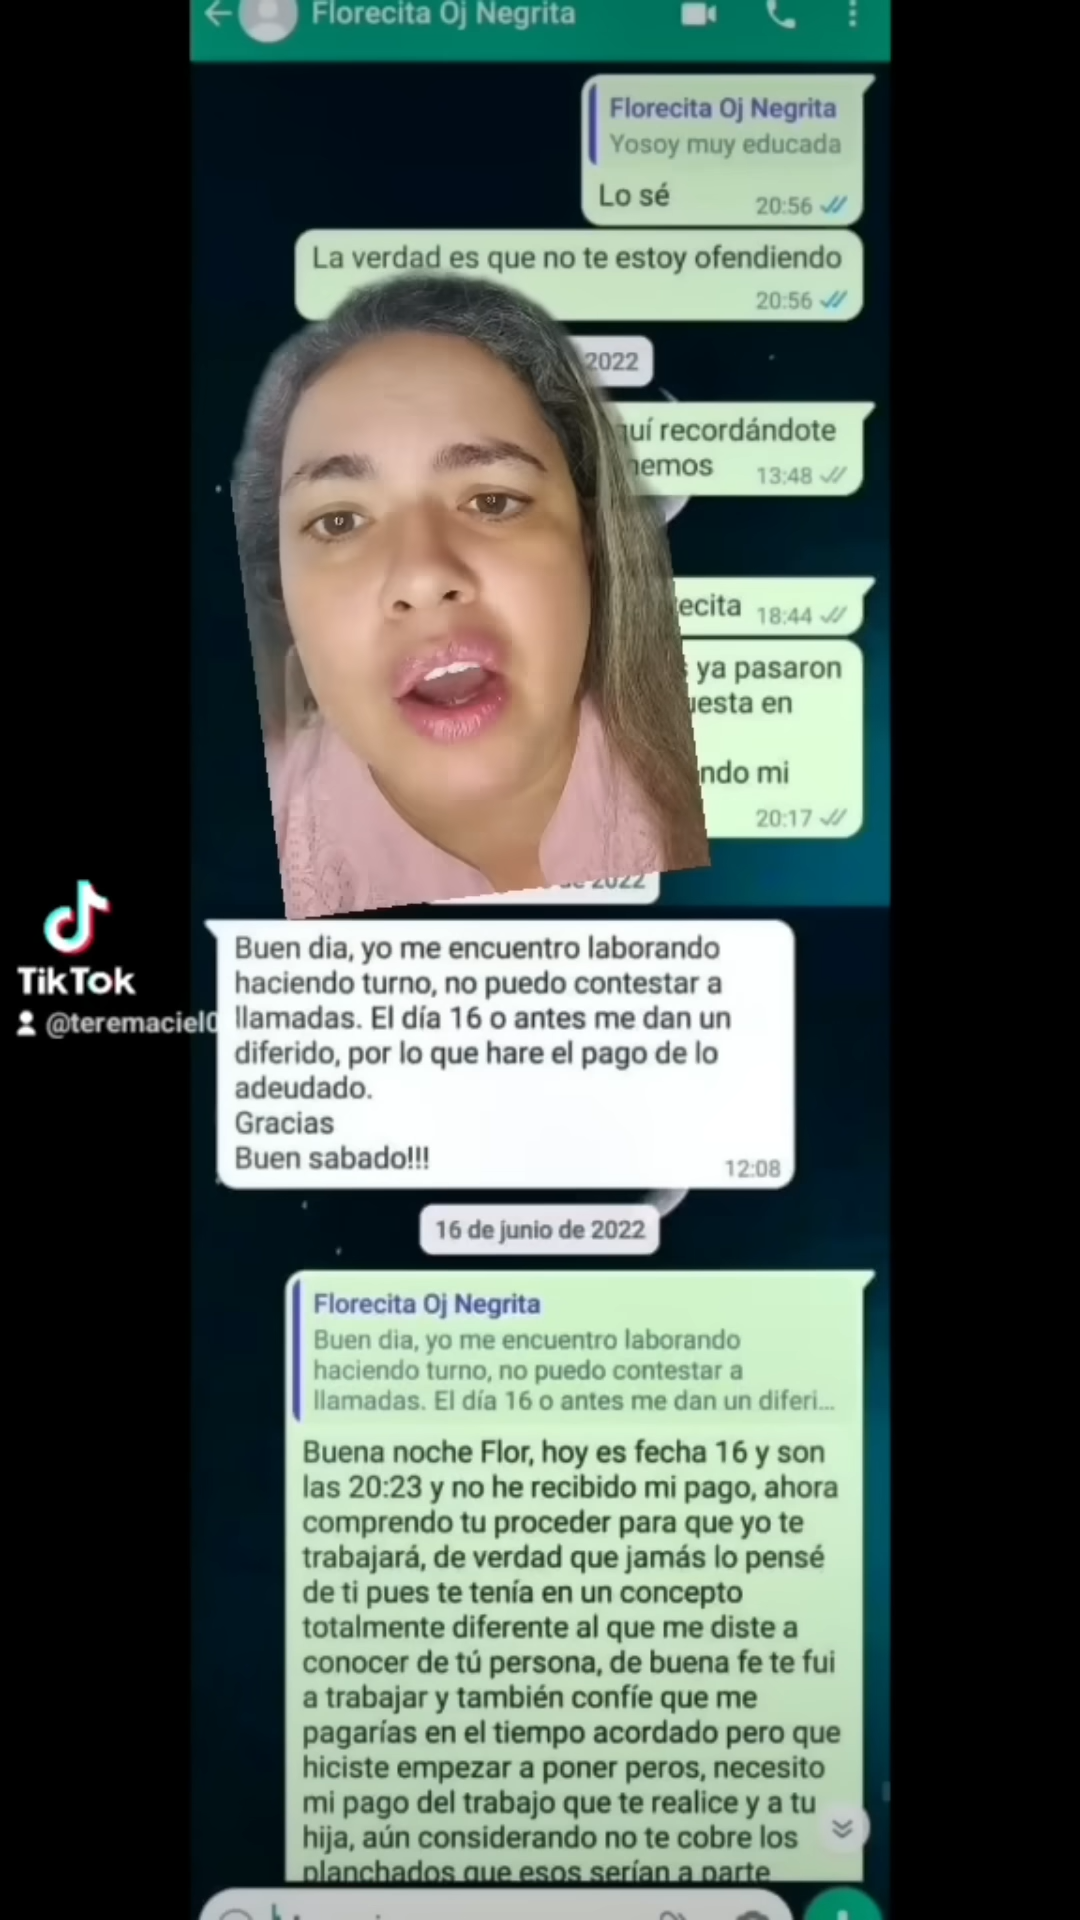 Florecita Oj Negrita
Florecita Oj Negrita
Yosoy muy educada
Lo sé
20:56
La verdad es que no te estoy ofendiendo
20:56
2022
recordándote
13:48
18:44
ya pasaron
en
mi
20:17
de 2022
Buen dia, yo me encuentro laborando
haciendo turno, no puedo contestar a
llamadas. El día 16 o antes me dan un
diferido, por lo que hare el pago de lo
adeudado.
Gracias
Buen sabado!!!
12:08
TikTok
@teremaciel0
16 de junio de 2022
Florecita Oj Negrita
Buen dia, yo me encuentro laborando
haciendo turno, no puedo contestar a
llamadas. El día 16 o antes me dan un diferi...
Buena noche Flor, hoy es fecha 16 y son
las 20:23 y no he recibido mi pago, ahora
comprendo tu proceder para que yo te
trabajará, de verdad que jamás lo pensé
de ti pues te tenía en un concepto
totalmente diferente al que me diste a
conocer de tú persona, de buena fe te fui
a trabajar y también confíe que me
pagarías en el tiempo acordado pero que
hiciste empezar a poner peros, necesito
mi pago del trabajo que te realice y a tu
hija, aún considerando no te cobre los
planchados que esos serían a parte